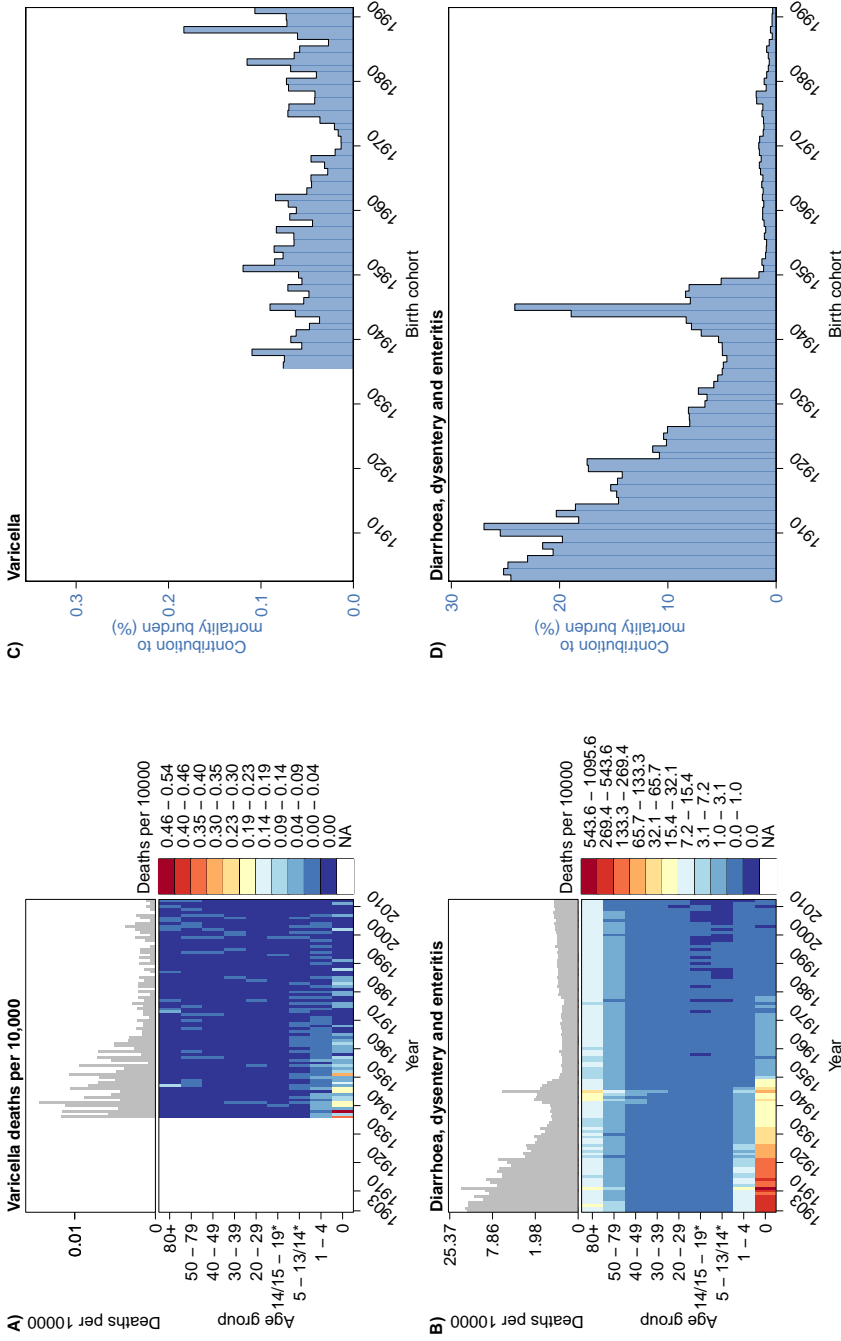 A)
Varicella deaths per 10,000
Deaths per 10000
0.01
0
Age group
80+
50 – 79
40 – 49
30 – 39
20 – 29
14/15 – 19*
5 – 13/14*
1 – 4
0
1903
1910
1920
1930
1940
1950
1960
1970
1980
1990
2000
2010
Year
Deaths per 10000
0.46 – 0.54
0.40 – 0.46
0.35 – 0.40
0.30 – 0.35
0.23 – 0.30
0.19 – 0.23
0.14 – 0.19
0.09 – 0.14
0.04 – 0.09
0.00 – 0.04
0.00
NA
C)
Varicella
Contribution to
mortality burden (%)
0.3
0.2
0.1
0.0
1910
1920
1930
1940
1950
1960
1970
1980
1990
Birth cohort
B)
Diarrhoea, dysentery and enteritis
Deaths per 10000
25.37
7.86
1.98
0
Age group
80+
50 – 79
40 – 49
30 – 39
20 – 29
14/15 – 19*
5 – 13/14*
1 – 4
0
1903
1910
1920
1930
1940
1950
1960
1970
1980
1990
2000
2010
Year
Deaths per 10000
543.6 – 1095.6
269.4 – 543.6
133.3 – 269.4
65.7 – 133.3
32.1 – 65.7
15.4 – 32.1
7.2 – 15.4
3.1 – 7.2
1.0 – 3.1
0.0 – 1.0
0.0
NA
D)
Diarrhoea, dysentery and enteritis
Contribution to
mortality burden (%)
30
20
10
0
1910
1920
1930
1940
1950
1960
1970
1980
1990
Birth cohort